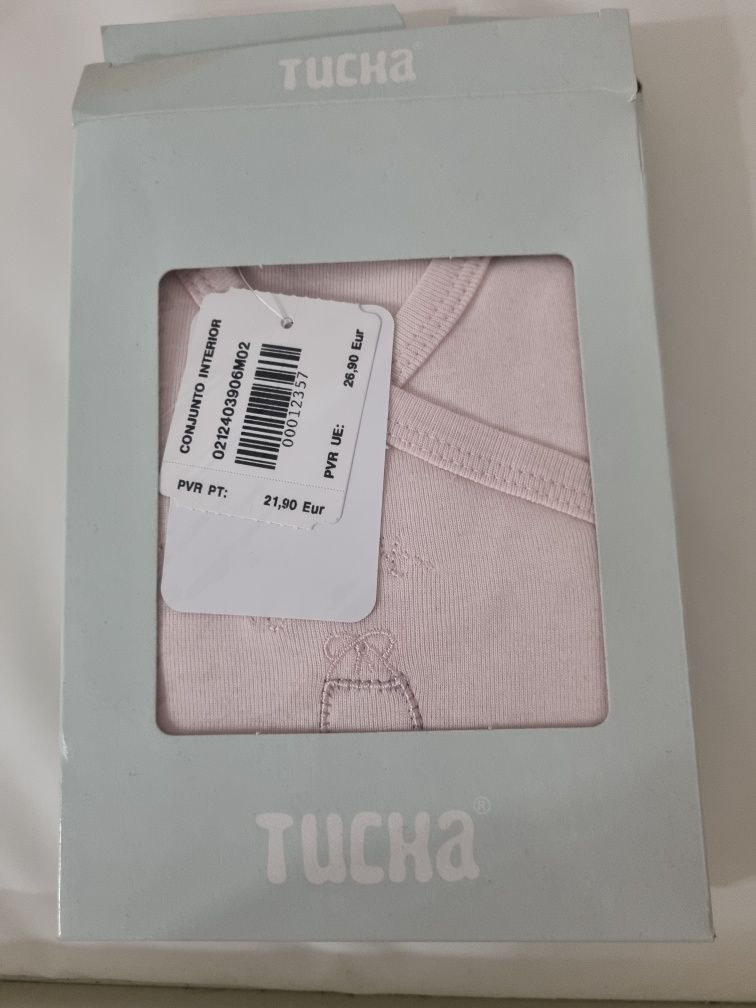 TUCHa®
CONJUNTO INTERIOR
0212403906M02
00012357
PVR UE: 26,90 Eur
PVR PT: 21,90 Eur
TUCHa®